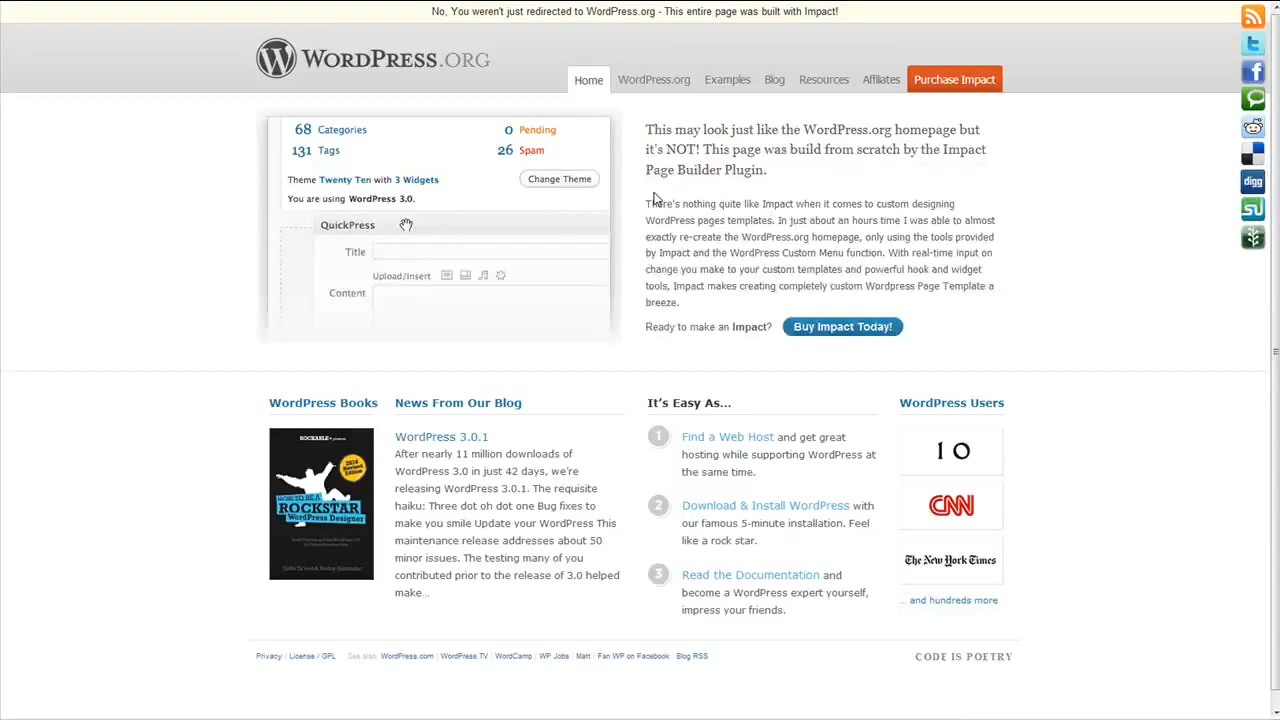 No, You weren't just redirected to WordPress.org - This entire page was built with Impact!
WORDPRESS.ORG
Home WordPress.org Examples Blog Resources Affiliates Purchase Impact
68 Categories 0 Pending
131 Tags 26 Spam
Theme Twenty Ten with 3 Widgets Change Theme
You are using WordPress 3.0.
QuickPress
Title
Upload/Insert
Content
This may look just like the WordPress.org homepage but
it's NOT! This page was build from scratch by the Impact
Page Builder Plugin.
There's nothing quite like Impact when it comes to custom designing
WordPress pages templates. In just about an hours time I was able to almost
exactly re-create the WordPress.org homepage, only using the tools provided
by Impact and the WordPress Custom Menu function. With real-time input on
change you make to your custom templates and powerful hook and widget
tools, Impact makes creating completely custom Wordpress Page Template a
breeze.
Ready to make an Impact? Buy Impact Today!
digg
WordPress Books
ROCKABLE
HOW TO BE A
ROCKSTAR
WordPress Designer
News From Our Blog
WordPress 3.0.1
After nearly 11 million downloads of
WordPress 3.0 in just 42 days, we're
releasing WordPress 3.0.1. The requisite
haiku: Three dot oh dot one Bug fixes to
make you smile Update your WordPress This
maintenance release addresses about 50
minor issues. The testing many of you
contributed prior to the release of 3.0 helped
make...
It's Easy As...
1 Find a Web Host and get great
hosting while supporting WordPress at
the same time.
2 Download & Install WordPress with
our famous 5-minute installation. Feel
like a rock star.
3 Read the Documentation and
become a WordPress expert yourself,
impress your friends.
WordPress Users
10
CNN
The New York Times
... and hundreds more
Privacy | License / GPL See also: WordPress.com | WordPress.TV | WordCamp | WP Jobs | Matt | Fan WP on Facebook | Blog RSS
CODE IS POETRY